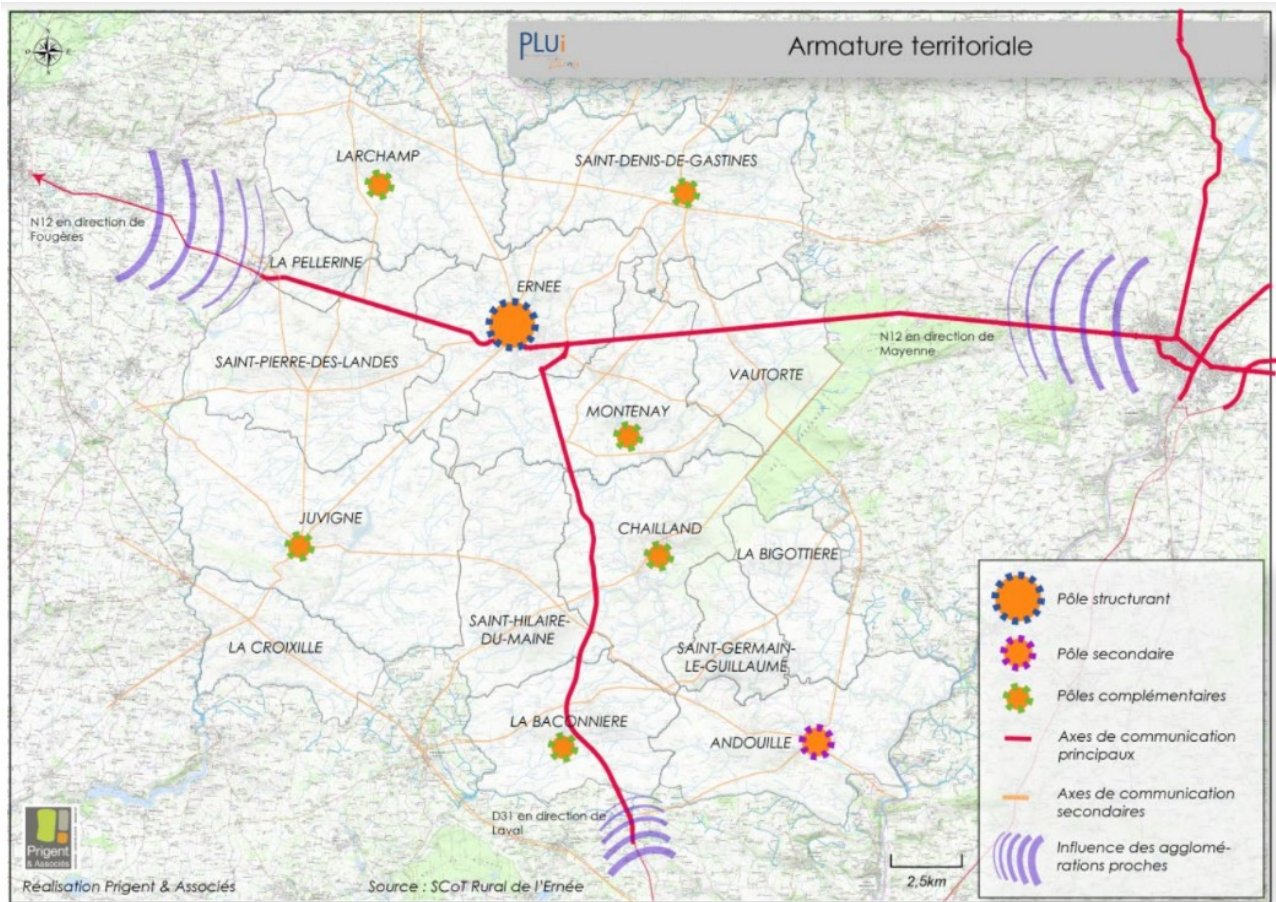 PLUi
Armature territoriale
N
O
E
LARCHAMP
SAINT-DENIS-DE-GASTINES
N12 en direction de
Fougères
LA PELLERINE
ERNEE
N12 en direction de
Mayenne
SAINT-PIERRE-DES-LANDES
VAUTORTE
MONTENAY
JUVIGNE
CHAILLAND
LA BIGOTTIERE
SAINT-HILAIRE-
DU-MAINE
LA CROIXILLE
SAINT-GERMAIN-
LE-GUILLAUME
LA BACONNIERE
ANDOUILLE
D31 en direction de
Laval
Pôle structurant
Pôle secondaire
Pôles complémentaires
Axes de communication
principaux
Axes de communication
secondaires
Influence des agglomé-
rations proches
2,5km
Prigent
& Associés
Réalisation Prigent & Associés
Source : SCoT Rural de l'Ernée